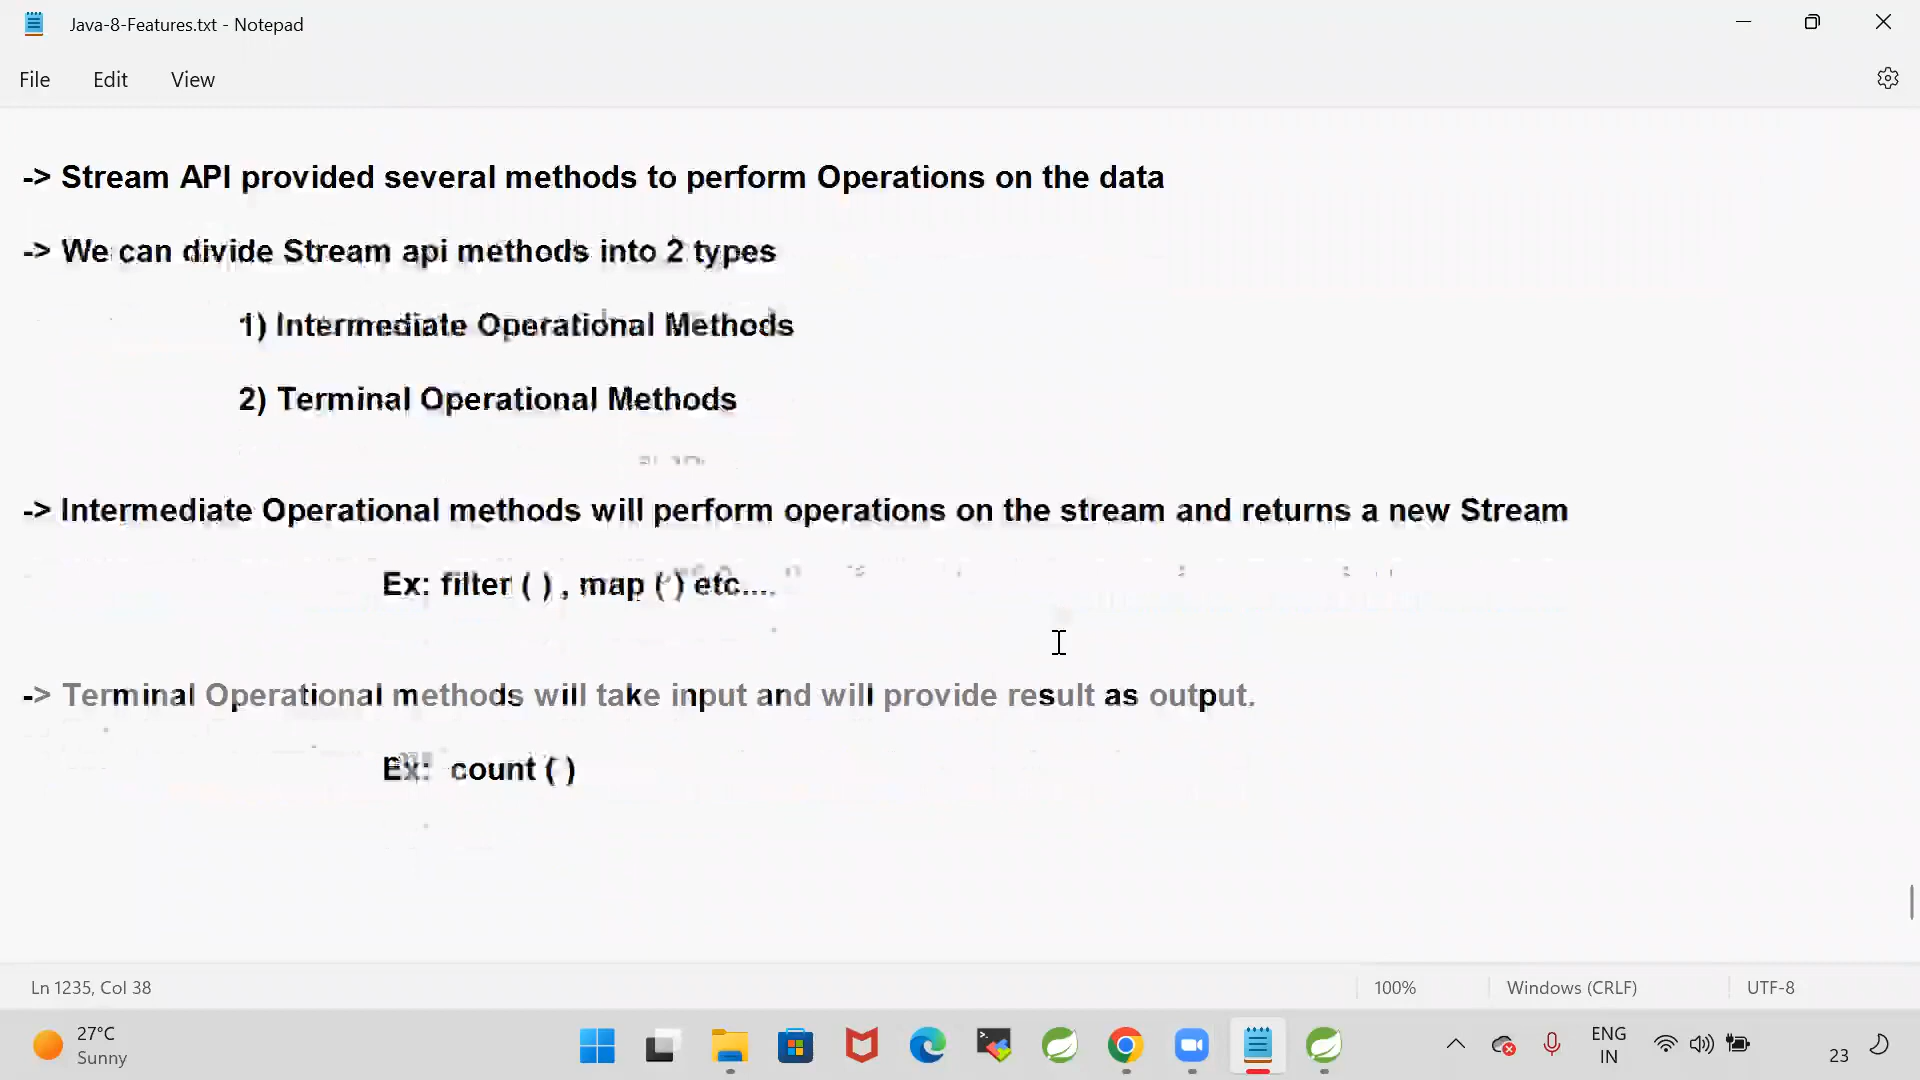 Java-8-Features.txt - Notepad
File Edit View
-> Stream API provided several methods to perform Operations on the data
-> We can divide Stream api methods into 2 types
1) Intermediate Operational Methods
2) Terminal Operational Methods
-> Intermediate Operational methods will perform operations on the stream and returns a new Stream
Ex: filter ( ) , map ( ) etc....
-> Terminal Operational methods will take input and will provide result as output.
Ex: count ( )
Ln 1235, Col 38 100% Windows (CRLF) UTF-8
27°C
Sunny
ENG
IN
23